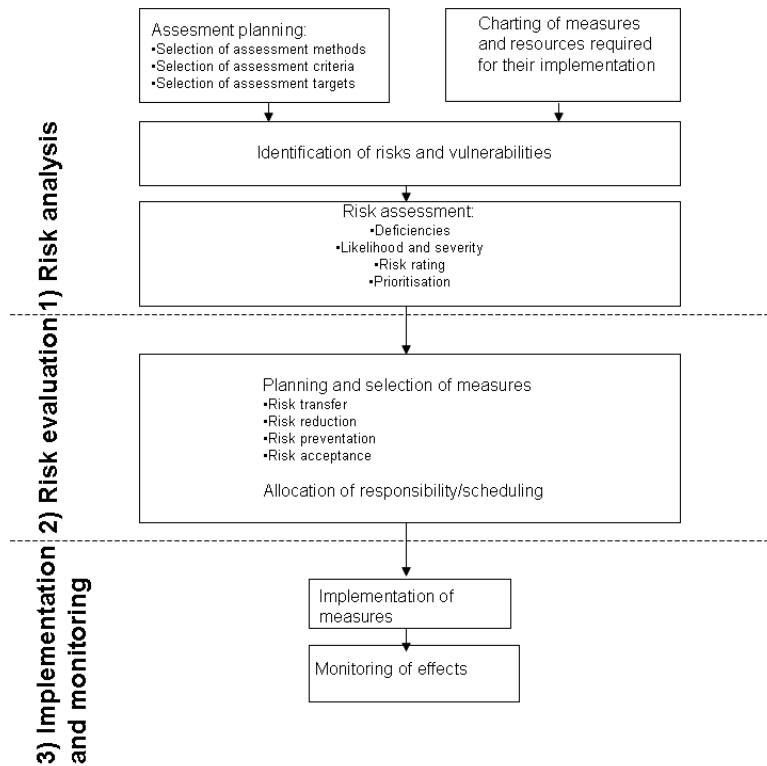 Assesment planning:
▪Selection of assessment methods
▪Selection of assessment criteria
▪Selection of assessment targets
Charting of measures
and resources required
for their implementation
1) Risk analysis
Identification of risks and vulnerabilities
Risk assessment:
▪Deficiencies
▪Likelihood and severity
▪Risk rating
▪Prioritisation
2) Risk evaluation
Planning and selection of measures
▪Risk transfer
▪Risk reduction
▪Risk preventation
▪Risk acceptance
Allocation of responsibility/scheduling
3) Implementation
and monitoring
Implementation of
measures
Monitoring of effects